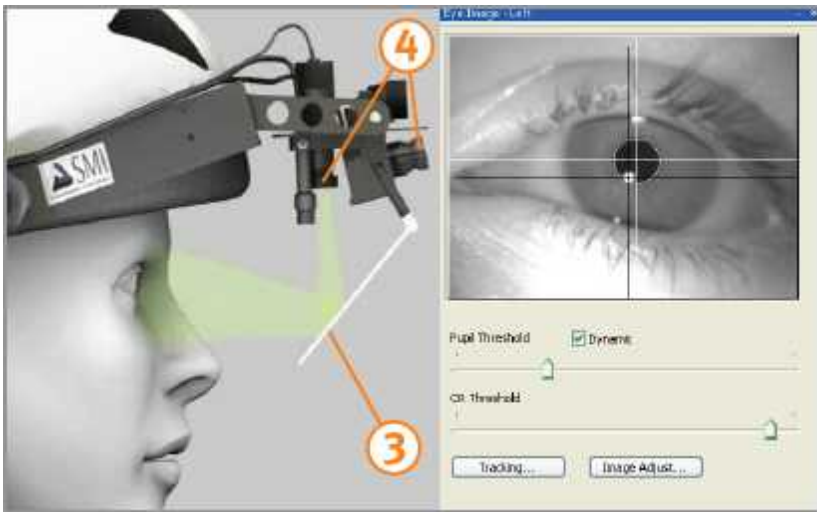 SMI
4
3
Eye Image - Left
Pupil Threshold
Dynamic
CR Threshold
Tracking...
Image Adjust...